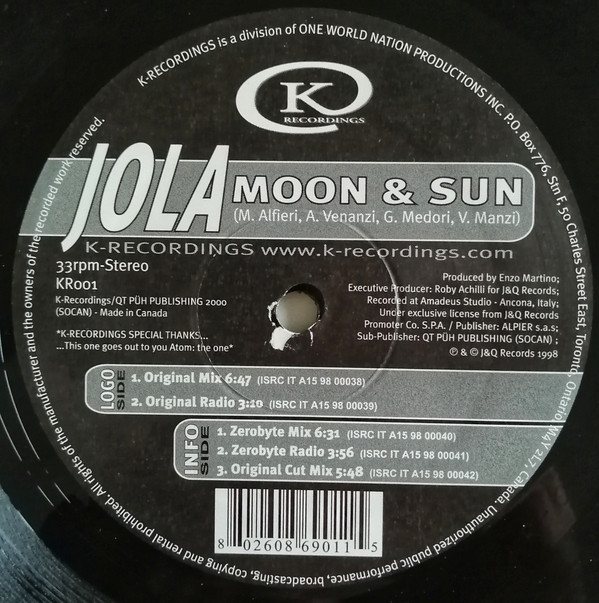 K-RECORDINGS is a division of ONE WORLD NATION PRODUCTIONS INC. P.O. Box 776, Stn F, 50 Charles Street East, Toronto, Ontario, M4Y 2L7, Canada. Unauthorized public performance, broadcasting, copying and rental prohibited. All rights of the manufacturer and the owners of the recorded work reserved.
K
RECORDINGS
JOLA MOON & SUN
(M. Alfieri, A. Venanzi, G. Medori, V. Manzi)
K-RECORDINGS www.k-recordings.com
33rpm-Stereo
KR001
K-Recordings/QT PÜH PUBLISHING 2000
(SOCAN) - Made in Canada
*K-RECORDINGS SPECIAL THANKS...
...This one goes out to you Atom: the one*
Produced by Enzo Martino;
Executive Producer: Roby Achilli for J&Q Records;
Recorded at Amadeus Studio - Ancona, Italy;
Under exclusive license from J&Q Records
Promoter Co. S.P.A. / Publisher: ALPIER s.a.s;
Sub-Publisher: QT PÜH PUBLISHING (SOCAN) ;
℗ & © J&Q Records 1998
LOGO SIDE
1. Original Mix 6:47 (ISRC IT A15 98 00038)
2. Original Radio 3:10 (ISRC IT A15 98 00039)
INFO SIDE
1. Zerobyte Mix 6:31 (ISRC IT A15 98 00040)
2. Zerobyte Radio 3:56 (ISRC IT A15 98 00041)
3. Original Cut Mix 5:48 (ISRC IT A15 98 00042)
8 02608 69011 5